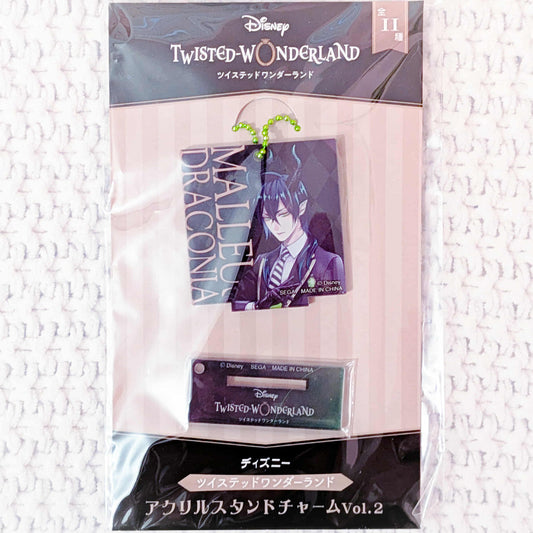 Disney
TWISTED-WONDERLAND
ツイステッドワンダーランド
全
11
種
MALLEUS
DRACONIA
© Disney
SEGA MADE IN CHINA
© Disney SEGA MADE IN CHINA
Disney
TWISTED-WONDERLAND
ツイステッドワンダーランド
ディズニー
ツイステッドワンダーランド
アクリルスタンドチャームVol.2